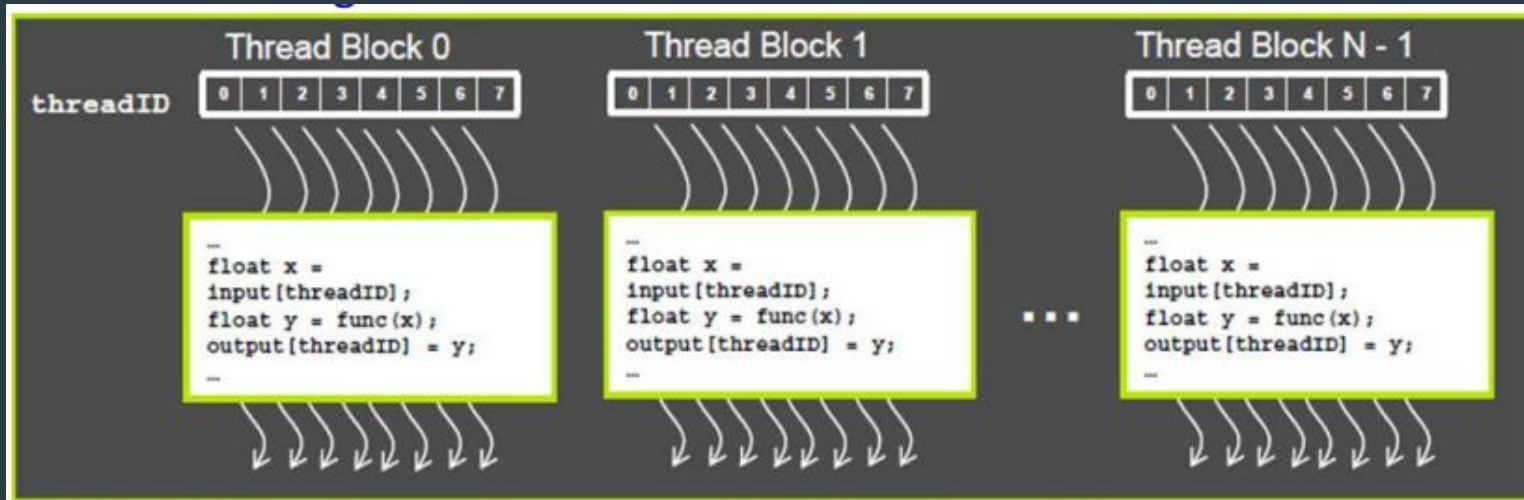 Thread Block 0
Thread Block 1
Thread Block N - 1
threadID
0 1 2 3 4 5 6 7
0 1 2 3 4 5 6 7
0 1 2 3 4 5 6 7
…
float x =
input[threadID];
float y = func(x);
output[threadID] = y;
…
…
float x =
input[threadID];
float y = func(x);
output[threadID] = y;
…
...
…
float x =
input[threadID];
float y = func(x);
output[threadID] = y;
…